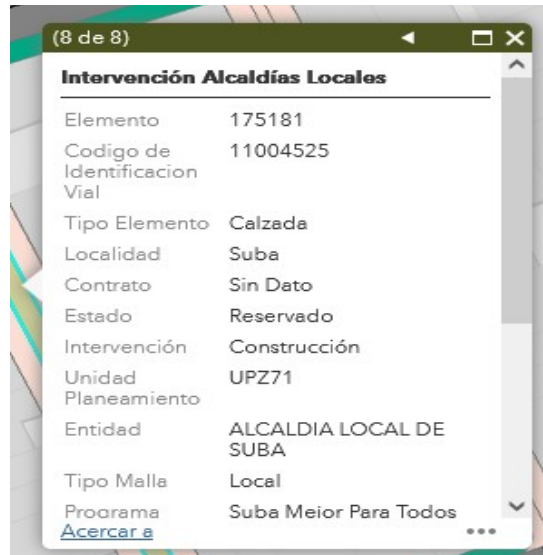 (8 de 8)
Intervención Alcaldías Locales
Elemento 175181
Codigo de 11004525
Identificacion
Vial
Tipo Elemento Calzada
Localidad Suba
Contrato Sin Dato
Estado Reservado
Intervención Construcción
Unidad UPZ71
Planeamiento
Entidad ALCALDIA LOCAL DE
SUBA
Tipo Malla Local
Programa Suba Mejor Para Todos
Acercar a